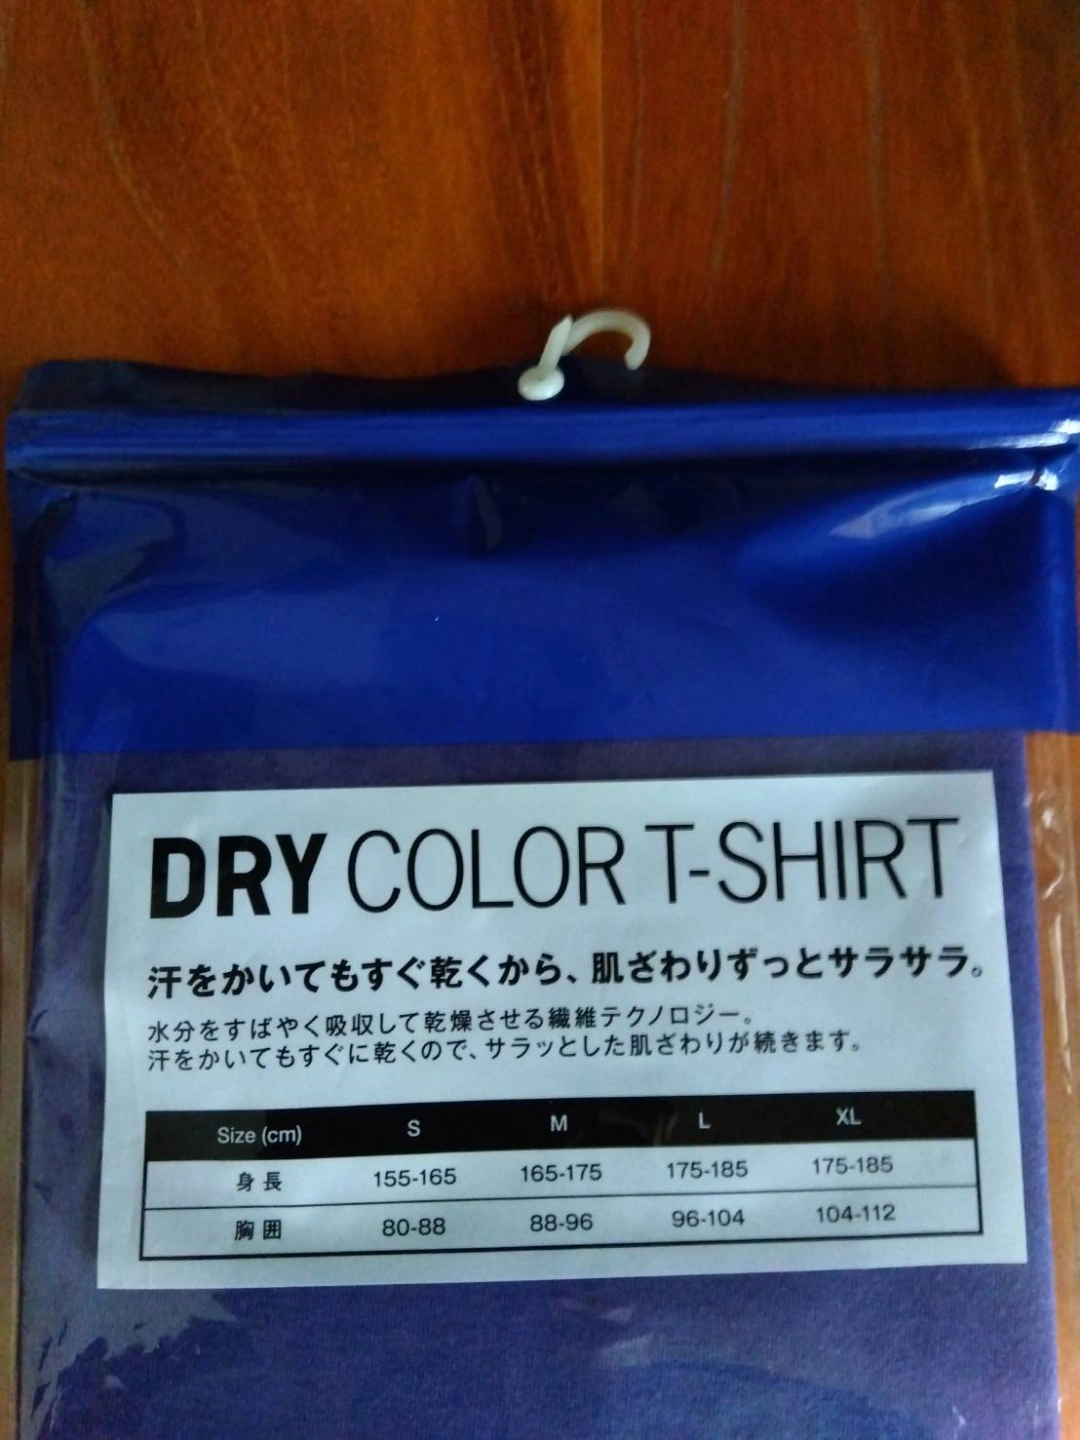 DRY COLOR T-SHIRT
汗をかいてもすぐ乾くから、肌ざわりずっとサラサラ。
水分をすばやく吸収して乾燥させる繊維テクノロジー。
汗をかいてもすぐに乾くので、サラッとした肌ざわりが続きます。
Size (cm) S M L XL
身長 155-165 165-175 175-185 175-185
胸囲 80-88 88-96 96-104 104-112